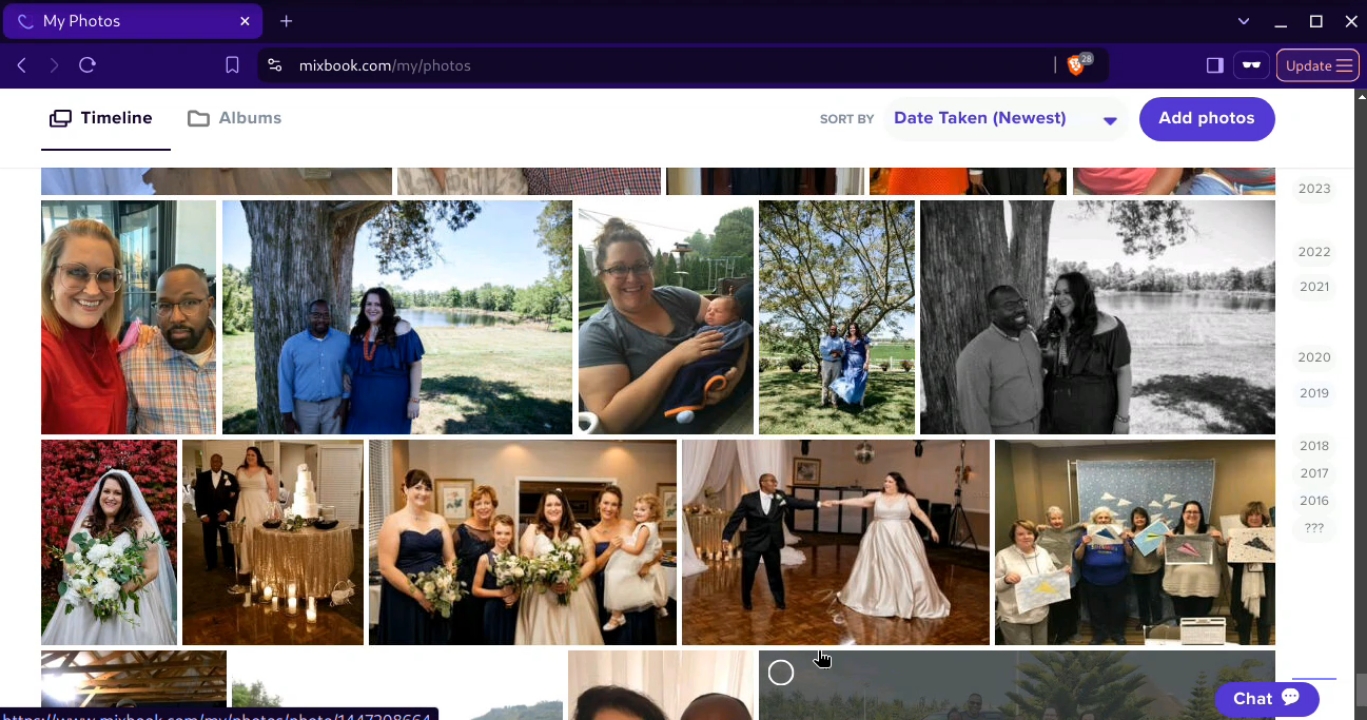 My Photos
mixbook.com/my/photos
28
Update
Timeline
Albums
SORT BY
Date Taken (Newest)
Add photos
2023
2022
2021
2020
2019
2018
2017
2016
???
Chat
https://www.mixbook.com/my/photos/photo/1447208664